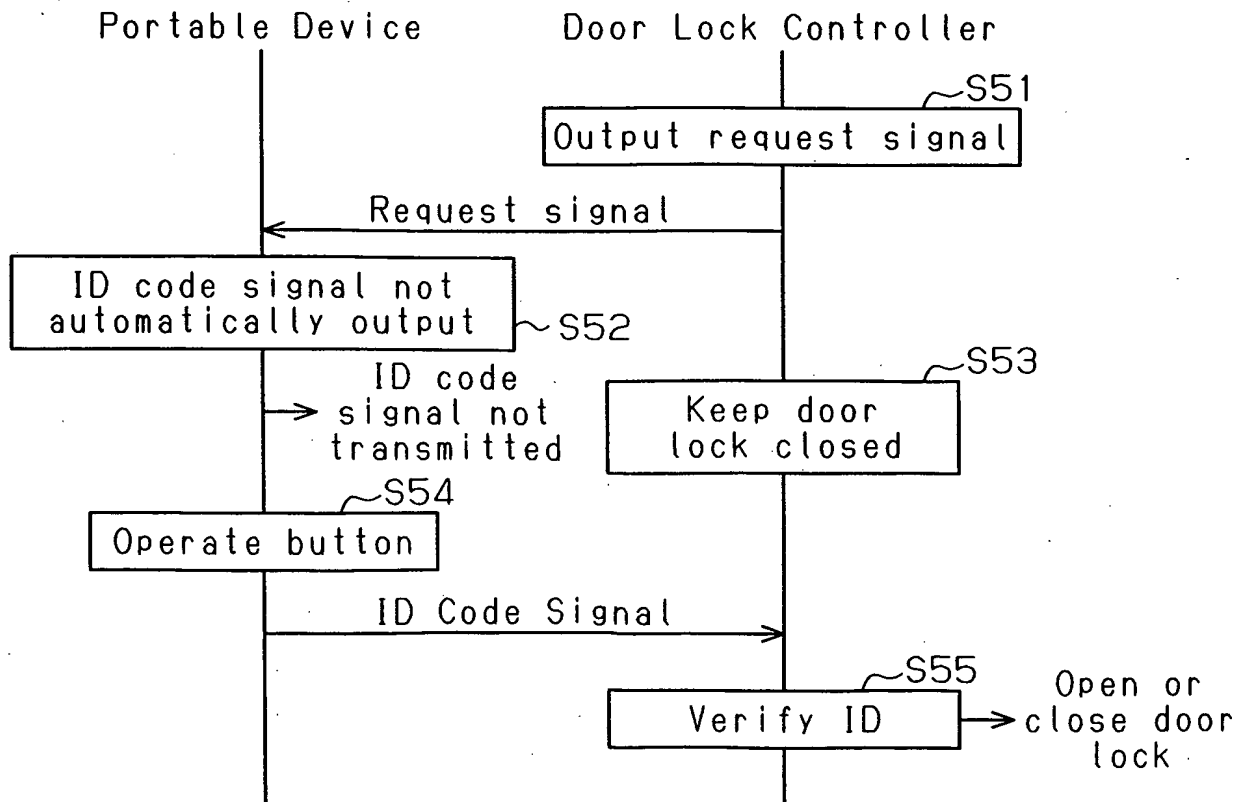 Portable Device
Door Lock Controller
S51
Output request signal
Request signal
ID code signal not
automatically output
S52
ID code
signal not
transmitted
S53
Keep door
lock closed
S54
Operate button
ID Code Signal
S55
Verify ID
Open or
close door
lock